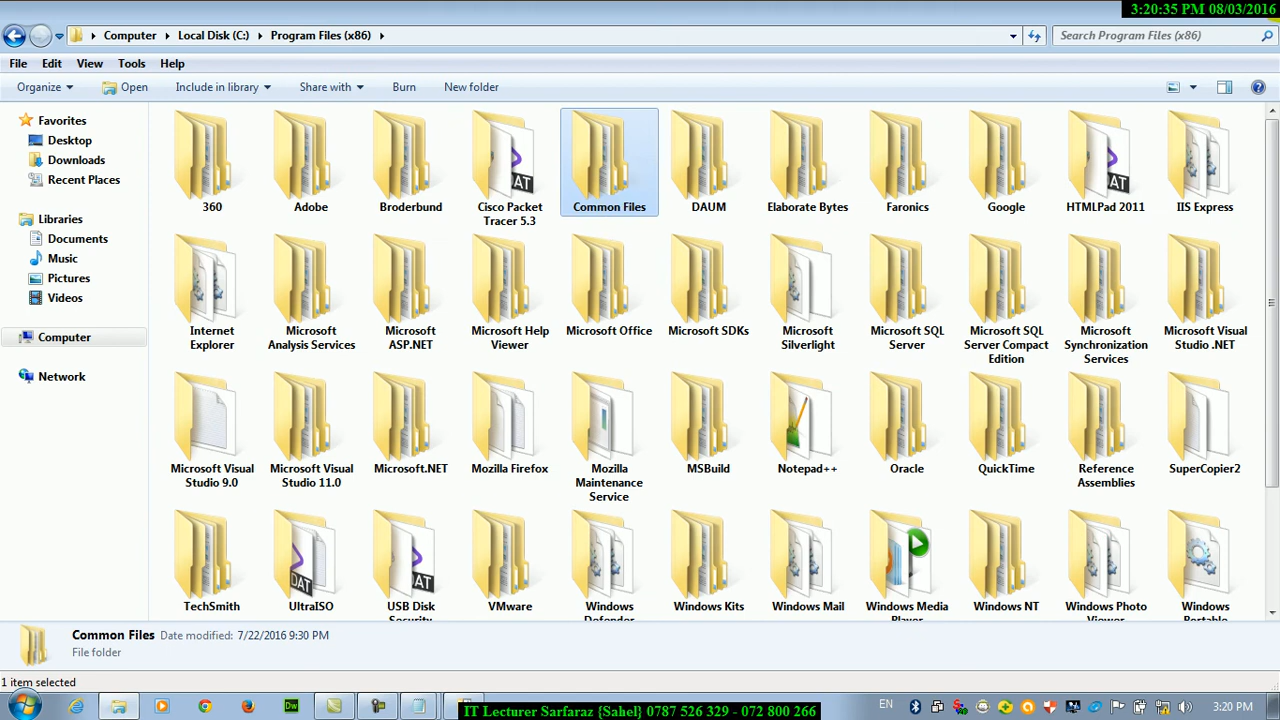 3:20:35 PM 08/03/2016
Computer Local Disk (C:) Program Files (x86)
Search Program Files (x86)
File Edit View Tools Help
Organize Open Include in library Share with Burn New folder
Favorites
Desktop
Downloads
Recent Places
Libraries
Documents
Music
Pictures
Videos
Computer
Network
360
Adobe
Broderbund
Cisco Packet
Tracer 5.3
Common Files
DAUM
Elaborate Bytes
Faronics
Google
HTMLPad 2011
IIS Express
Internet
Explorer
Microsoft
Analysis Services
Microsoft
ASP.NET
Microsoft Help
Viewer
Microsoft Office
Microsoft SDKs
Microsoft
Silverlight
Microsoft SQL
Server
Microsoft SQL
Server Compact
Edition
Microsoft
Synchronization
Services
Microsoft Visual
Studio .NET
Microsoft Visual
Studio 9.0
Microsoft Visual
Studio 11.0
Microsoft.NET
Mozilla Firefox
Mozilla
Maintenance
Service
MSBuild
Notepad++
Oracle
QuickTime
Reference
Assemblies
SuperCopier2
TechSmith
UltraISO
USB Disk
Security
VMware
Windows
Defender
Windows Kits
Windows Mail
Windows Media
Player
Windows NT
Windows Photo
Viewer
Windows
Portable
Common Files Date modified: 7/22/2016 9:30 PM
File folder
1 item selected
Dw
IT Lecturer Sarfaraz {Sahel} 0787 526 329 - 072 800 266
EN
3:20 PM